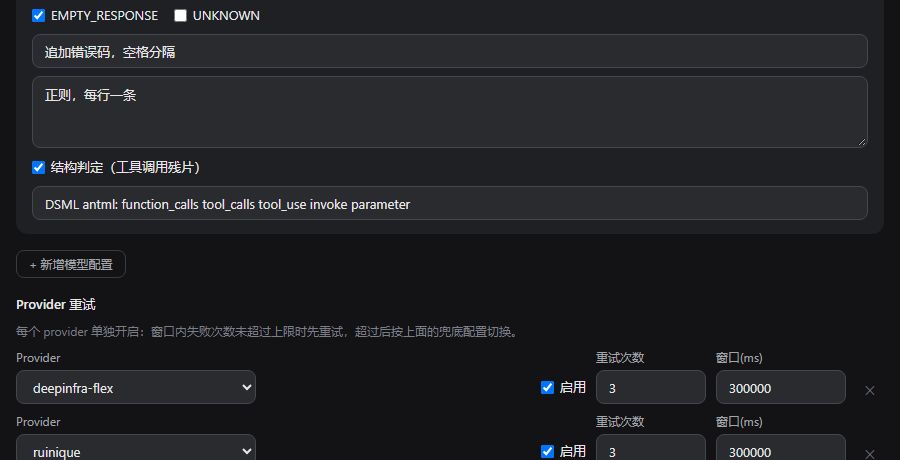 EMPTY_RESPONSE UNKNOWN
追加错误码，空格分隔
正则，每行一条
结构判定（工具调用残片）
DSML antml: function_calls tool_calls tool_use invoke parameter
+ 新增模型配置
Provider 重试
每个 provider 单独开启：窗口内失败次数未超过上限时先重试，超过后按上面的兜底配置切换。
Provider 重试次数 窗口(ms)
deepinfra-flex 启用 3 300000
Provider 重试次数 窗口(ms)
ruinique 启用 3 300000